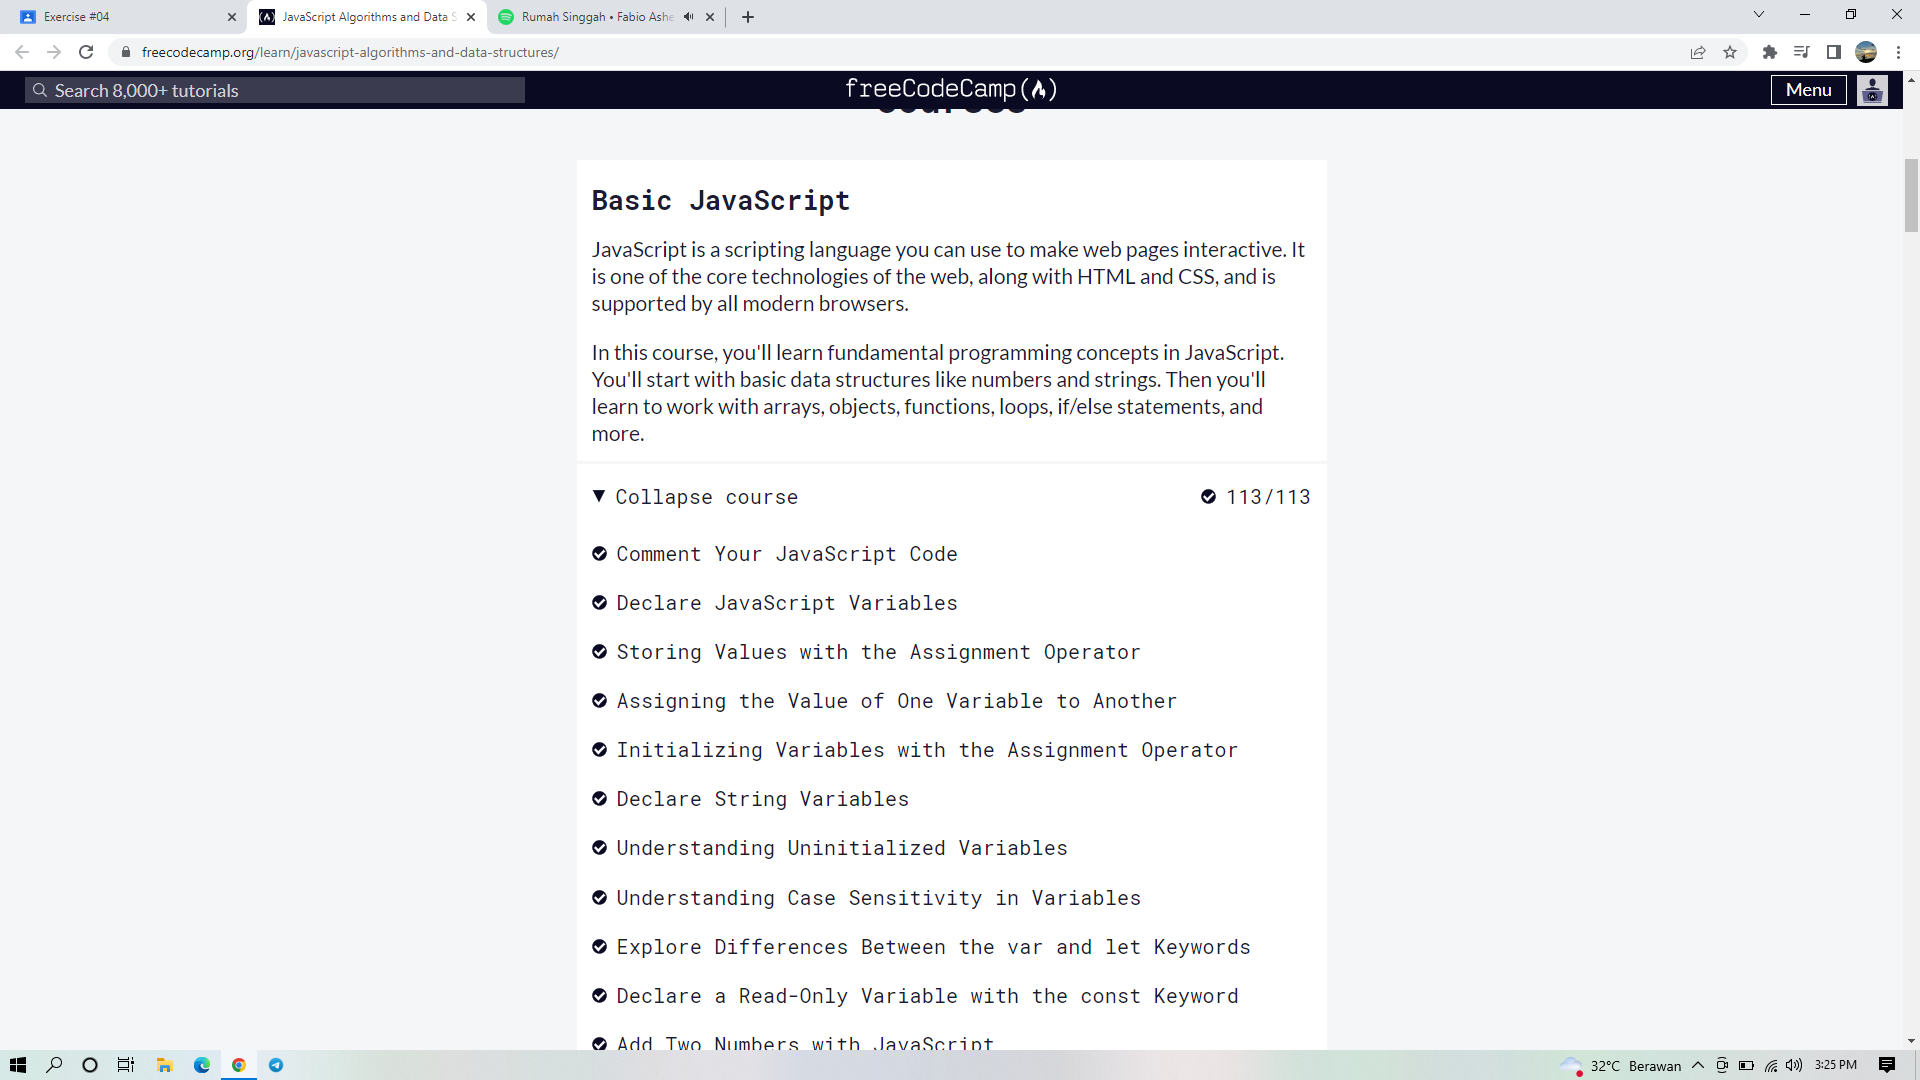 Exercise #04
JavaScript Algorithms and Data S
Rumah Singgah • Fabio Ashe
freecodecamp.org/learn/javascript-algorithms-and-data-structures/
Search 8,000+ tutorials
freeCodeCamp(🔥)
Menu
Courses
Basic JavaScript
JavaScript is a scripting language you can use to make web pages interactive. It
is one of the core technologies of the web, along with HTML and CSS, and is
supported by all modern browsers.
In this course, you'll learn fundamental programming concepts in JavaScript.
You'll start with basic data structures like numbers and strings. Then you'll
learn to work with arrays, objects, functions, loops, if/else statements, and
more.
▼ Collapse course
113/113
Comment Your JavaScript Code
Declare JavaScript Variables
Storing Values with the Assignment Operator
Assigning the Value of One Variable to Another
Initializing Variables with the Assignment Operator
Declare String Variables
Understanding Uninitialized Variables
Understanding Case Sensitivity in Variables
Explore Differences Between the var and let Keywords
Declare a Read-Only Variable with the const Keyword
Add Two Numbers with JavaScript
32°C Berawan
3:25 PM